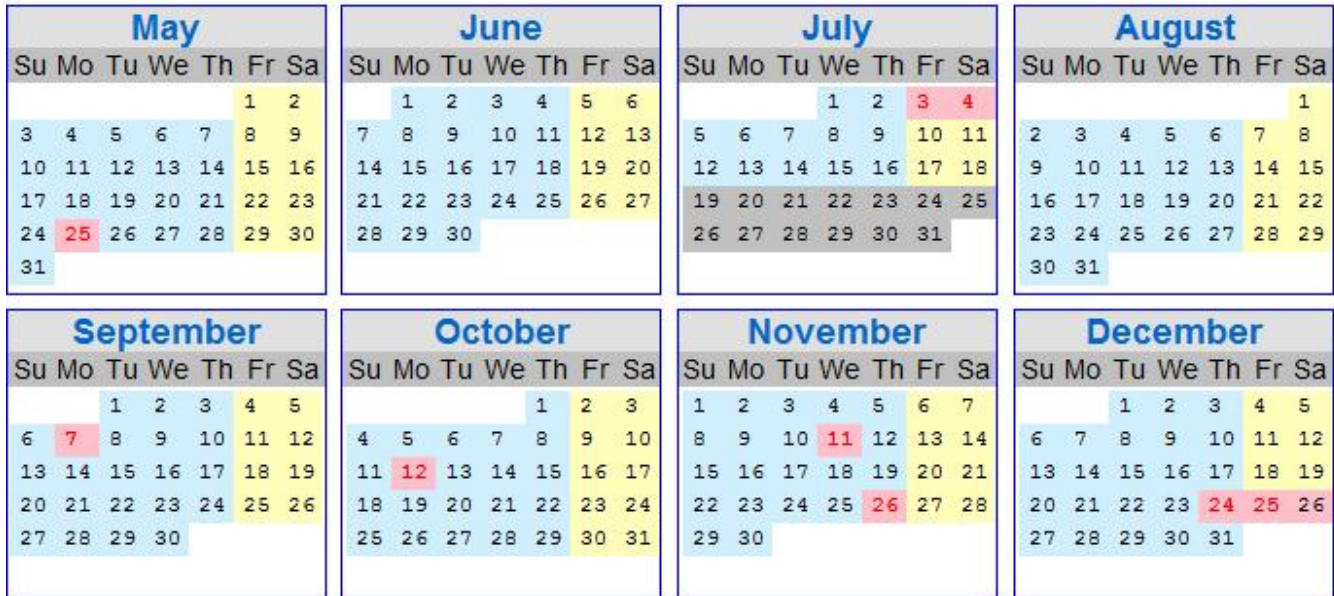 May
Su Mo Tu We Th Fr Sa
1 2
3 4 5 6 7 8 9
10 11 12 13 14 15 16
17 18 19 20 21 22 23
24 25 26 27 28 29 30
31
June
Su Mo Tu We Th Fr Sa
1 2 3 4 5 6
7 8 9 10 11 12 13
14 15 16 17 18 19 20
21 22 23 24 25 26 27
28 29 30
July
Su Mo Tu We Th Fr Sa
1 2 3 4
5 6 7 8 9 10 11
12 13 14 15 16 17 18
19 20 21 22 23 24 25
26 27 28 29 30 31
August
Su Mo Tu We Th Fr Sa
1
2 3 4 5 6 7 8
9 10 11 12 13 14 15
16 17 18 19 20 21 22
23 24 25 26 27 28 29
30 31
September
Su Mo Tu We Th Fr Sa
1 2 3 4 5
6 7 8 9 10 11 12
13 14 15 16 17 18 19
20 21 22 23 24 25 26
27 28 29 30
October
Su Mo Tu We Th Fr Sa
1 2 3
4 5 6 7 8 9 10
11 12 13 14 15 16 17
18 19 20 21 22 23 24
25 26 27 28 29 30 31
November
Su Mo Tu We Th Fr Sa
1 2 3 4 5 6 7
8 9 10 11 12 13 14
15 16 17 18 19 20 21
22 23 24 25 26 27 28
29 30
December
Su Mo Tu We Th Fr Sa
1 2 3 4 5
6 7 8 9 10 11 12
13 14 15 16 17 18 19
20 21 22 23 24 25 26
27 28 29 30 31